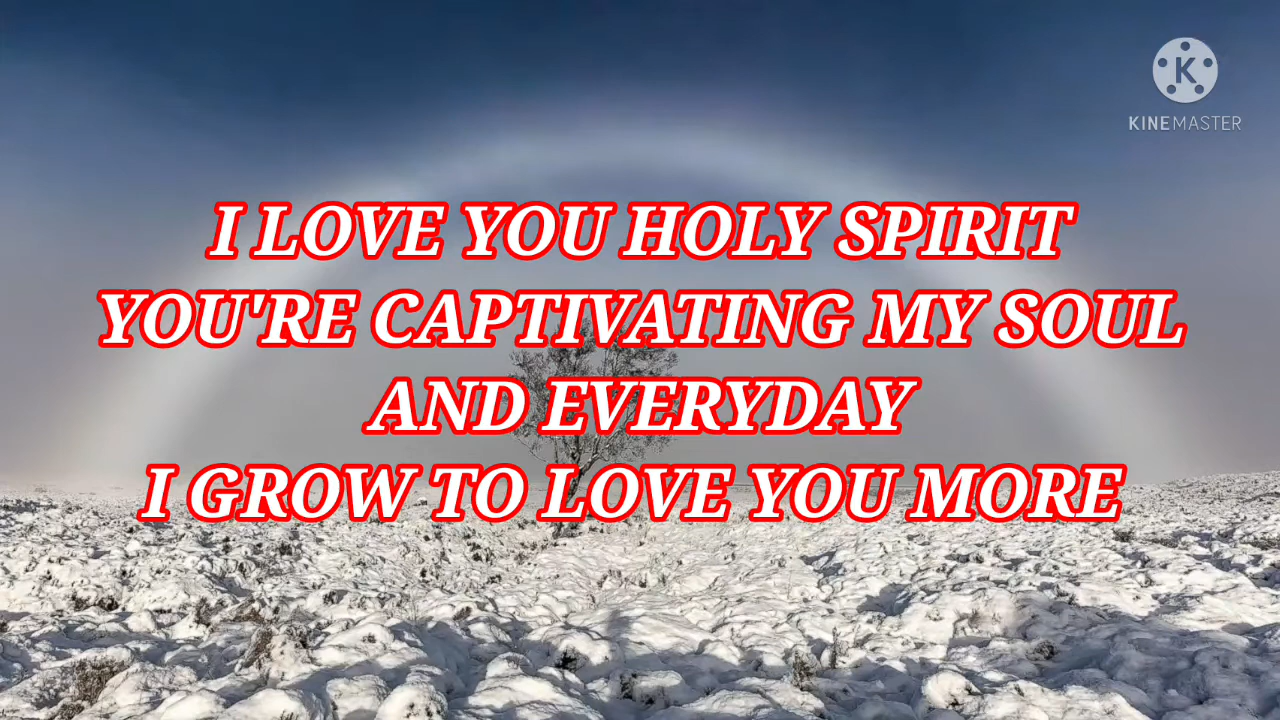 KINEMASTER
I LOVE YOU HOLY SPIRIT
YOU'RE CAPTIVATING MY SOUL
AND EVERYDAY
I GROW TO LOVE YOU MORE